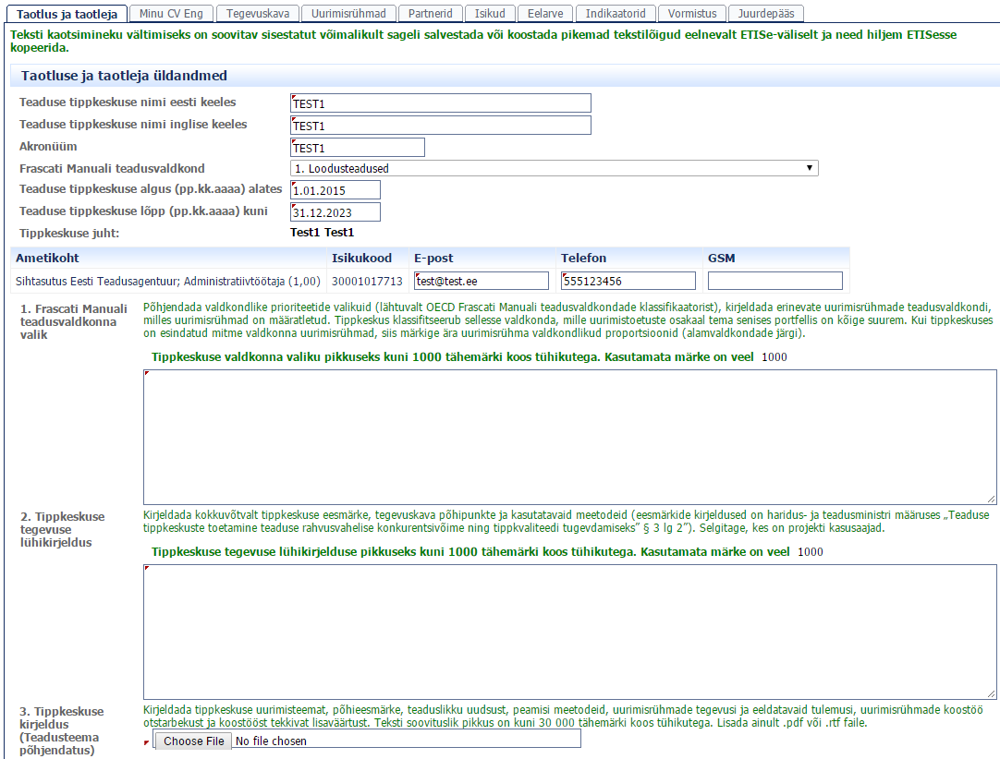 Taotlus ja taotleja Minu CV Eng Tegevuskava Uurimisrühmad Partnerid Isikud Eelarve Indikaatorid Vormistus Juurdepääs
Teksti kaotsimineku vältimiseks on soovitav sisestatut võimalikult sageli salvestada või koostada pikemad tekstilõigud eelnevalt ETISe-väliselt ja need hiljem ETISesse
kopeerida.
Taotluse ja taotleja üldandmed
Teaduse tippkeskuse nimi eesti keeles TEST1
Teaduse tippkeskuse nimi inglise keeles TEST1
Akronüüm TEST1
Frascati Manuali teadusvaldkond 1. Loodusteadused
Teaduse tippkeskuse algus (pp.kk.aaaa) alates 1.01.2015
Teaduse tippkeskuse lõpp (pp.kk.aaaa) kuni 31.12.2023
Tippkeskuse juht: Test1 Test1
Ametikoht Isikukood E-post Telefon GSM
Sihtasutus Eesti Teadusagentuur; Administratiivtöötaja (1,00) 30001017713 test@test.ee 555123456
1. Frascati Manuali
teadusvaldkonna
valik
Põhjendada valdkondlike prioriteetide valikuid (lähtuvalt OECD Frascati Manuali teadusvaldkondade klassifikaatorist), kirjeldada erinevate uurimisrühmade teadusvaldkondi,
milles uurimisrühmad on määratletud. Tippkeskus klassifitseerub sellesse valdkonda, mille uurimistoetuste osakaal tema senises portfellis on kõige suurem. Kui tippkeskuses
on esindatud mitme valdkonna uurimisrühmad, siis märkige ära uurimisrühma valdkondlikud proportsioonid (alamvaldkondade järgi).
Tippkeskuse valdkonna valiku pikkuseks kuni 1000 tähemärki koos tühikutega. Kasutamata märke on veel 1000
2. Tippkeskuse
tegevuse
lühikirjeldus
Kirjeldada kokkuvõtvalt tippkeskuse eesmärke, tegevuskava põhipunkte ja kasutatavaid meetodeid (eesmärkide kirjeldused on haridus- ja teadusministri määruses „Teaduse
tippkeskuste toetamine teaduse rahvusvahelise konkurentsivõime ning tippkvaliteedi tugevdamiseks” § 3 lg 2”). Selgitage, kes on projekti kasusaajad.
Tippkeskuse tegevuse lühikirjelduse pikkuseks kuni 1000 tähemärki koos tühikutega. Kasutamata märke on veel 1000
3. Tippkeskuse
kirjeldus
(Teadusteema
põhjendatus)
Kirjeldada tippkeskuse uurimisteemat, põhieesmärke, teaduslikku uudsust, peamisi meetodeid, uurimisrühmade tegevusi ja eeldatavaid tulemusi, uurimisrühmade koostöö
otstarbekust ja koostööst tekkivat lisaväärtust. Teksti soovituslik pikkus on kuni 30 000 tähemärki koos tühikutega. Lisada ainult .pdf või .rtf faile.
Choose File No file chosen